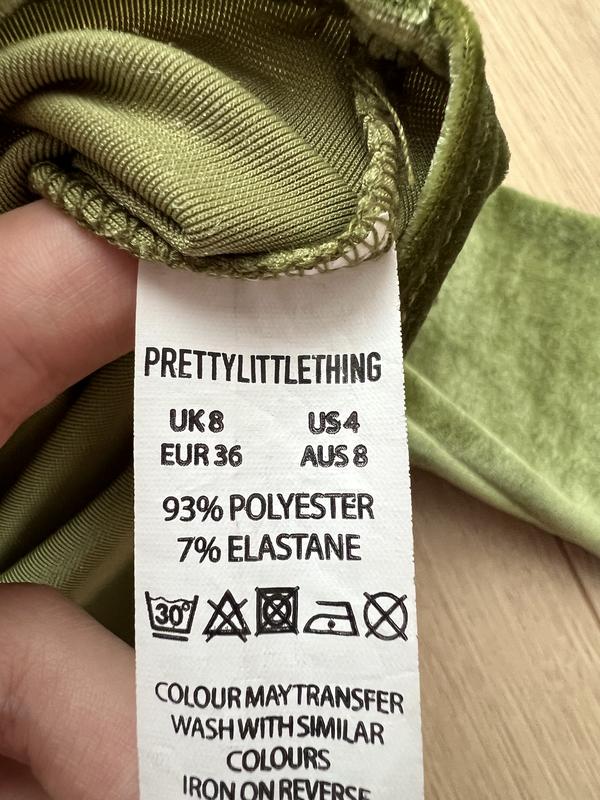 PRETTYLITTLETHING
UK 8 US 4
EUR 36 AUS 8
93% POLYESTER
7% ELASTANE
30°
COLOUR MAY TRANSFER
WASH WITH SIMILAR
COLOURS
IRON ON REVERSE